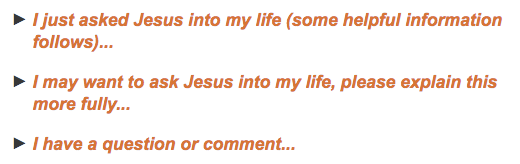 I just asked Jesus into my life (some helpful information
follows)...
I may want to ask Jesus into my life, please explain this
more fully...
I have a question or comment...